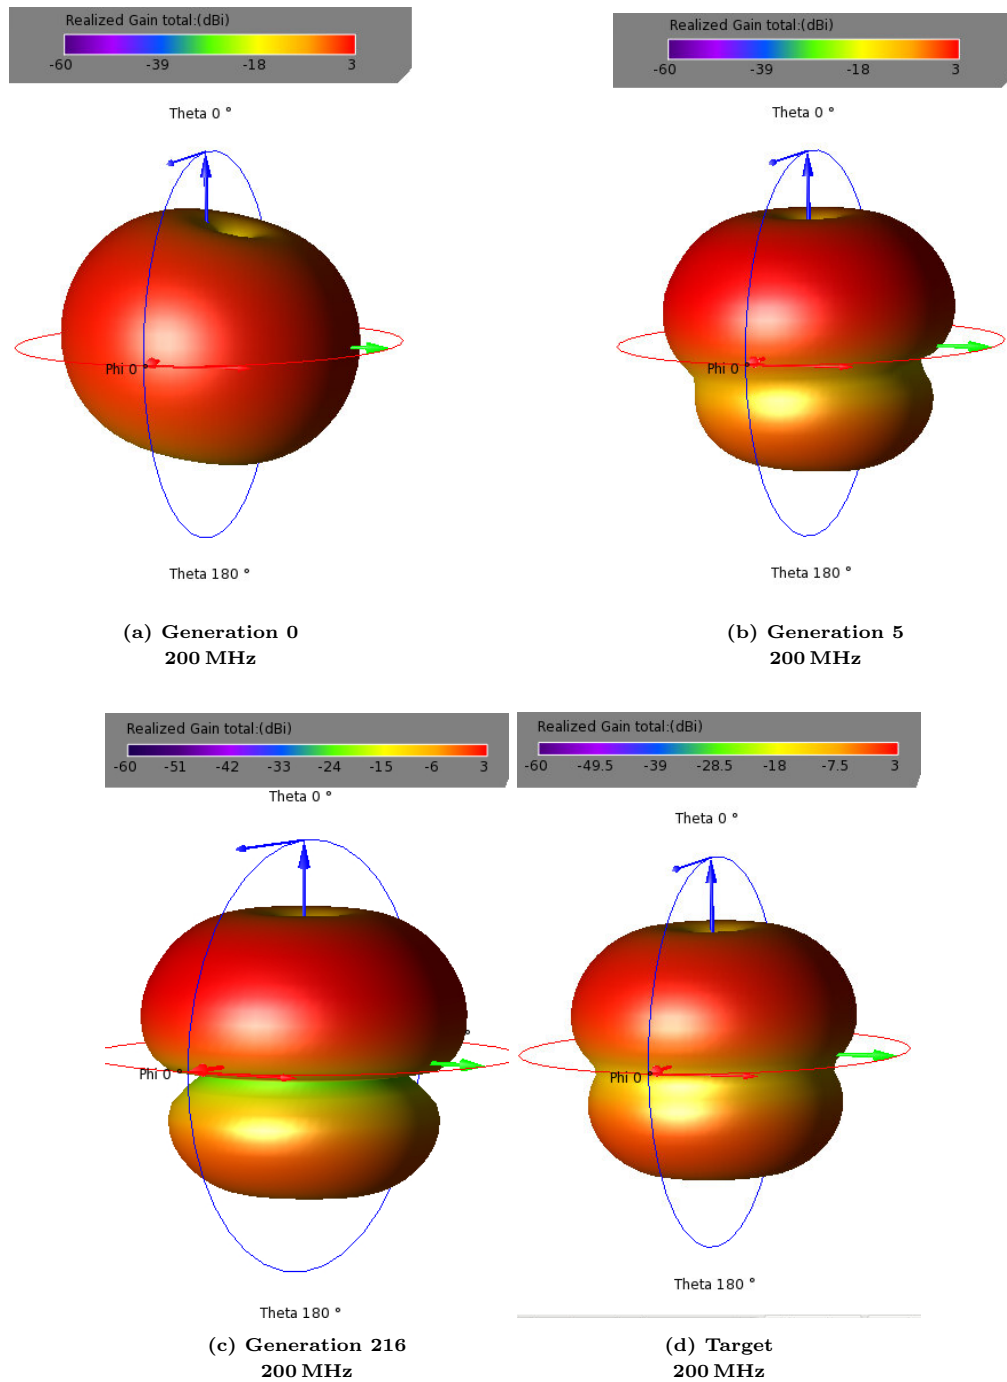 Realized Gain total:(dBi)
-60 -39 -18 3
Theta 0 °
Phi 0
Theta 180 °
(a) Generation 0
200 MHz
Realized Gain total:(dBi)
-60 -39 -18 3
Theta 0 °
Phi 0
Theta 180 °
(b) Generation 5
200 MHz
Realized Gain total:(dBi)
-60 -51 -42 -33 -24 -15 -6 3
Theta 0 °
Phi 0 °
°
Theta 180 °
(c) Generation 216
200 MHz
Realized Gain total:(dBi)
-60 -49.5 -39 -28.5 -18 -7.5 3
Theta 0 °
Phi 0
Theta 180 °
(d) Target
200 MHz